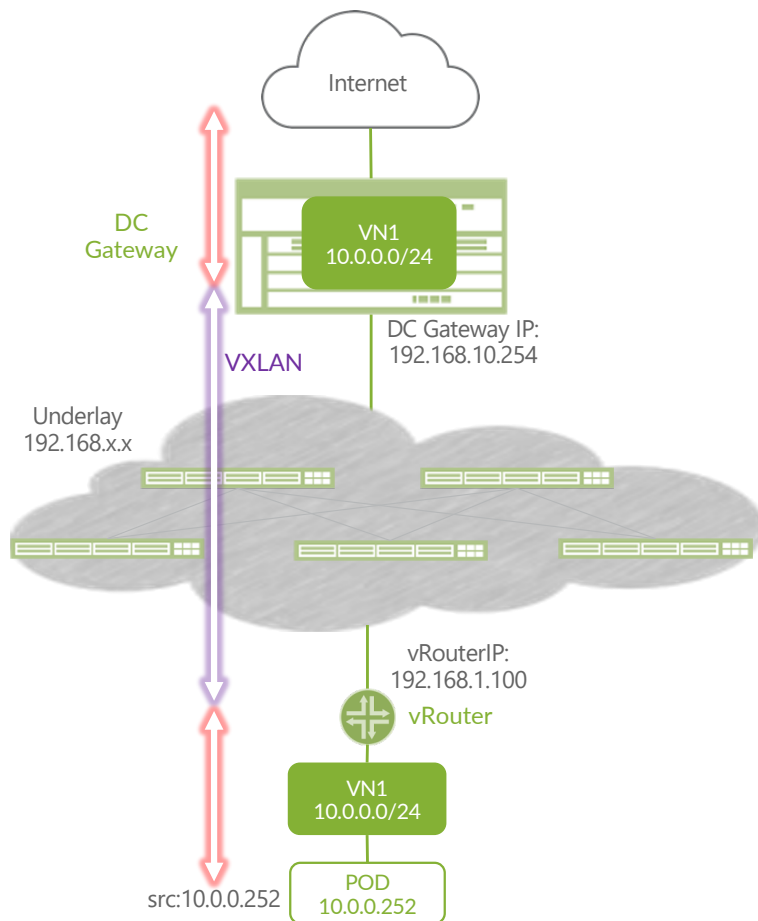 Internet
DC
Gateway
VN1
10.0.0.0/24
DC Gateway IP:
192.168.10.254
VXLAN
Underlay
192.168.x.x
vRouterIP:
192.168.1.100
vRouter
VN1
10.0.0.0/24
src:10.0.0.252
POD
10.0.0.252